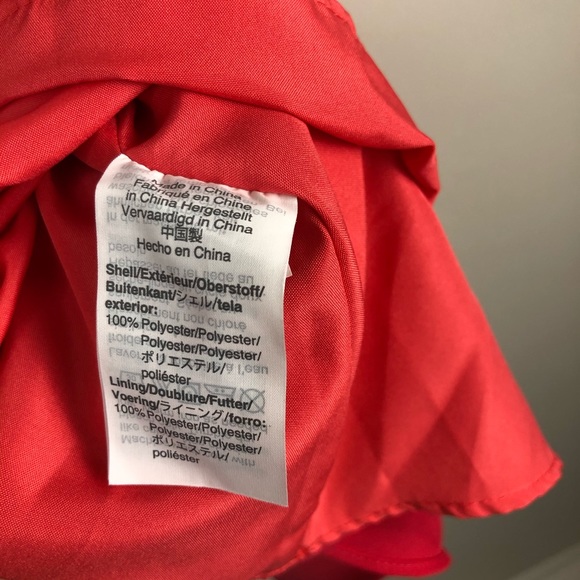 Made in China
Fabriqué en Chine
in China Hergestellt
Vervaardigd in China
中国製
Hecho en China
Shell/Extérieur/Oberstoff/
Buitenkant/シェル/tela
exterior:
100% Polyester/Polyester/
Polyester/Polyester/
ポリエステル/
poliéster
Lining/Doublure/Futter/
Voering/ライニング/forro:
100% Polyester/Polyester/
Polyester/Polyester/
ポリエステル/
poliéster